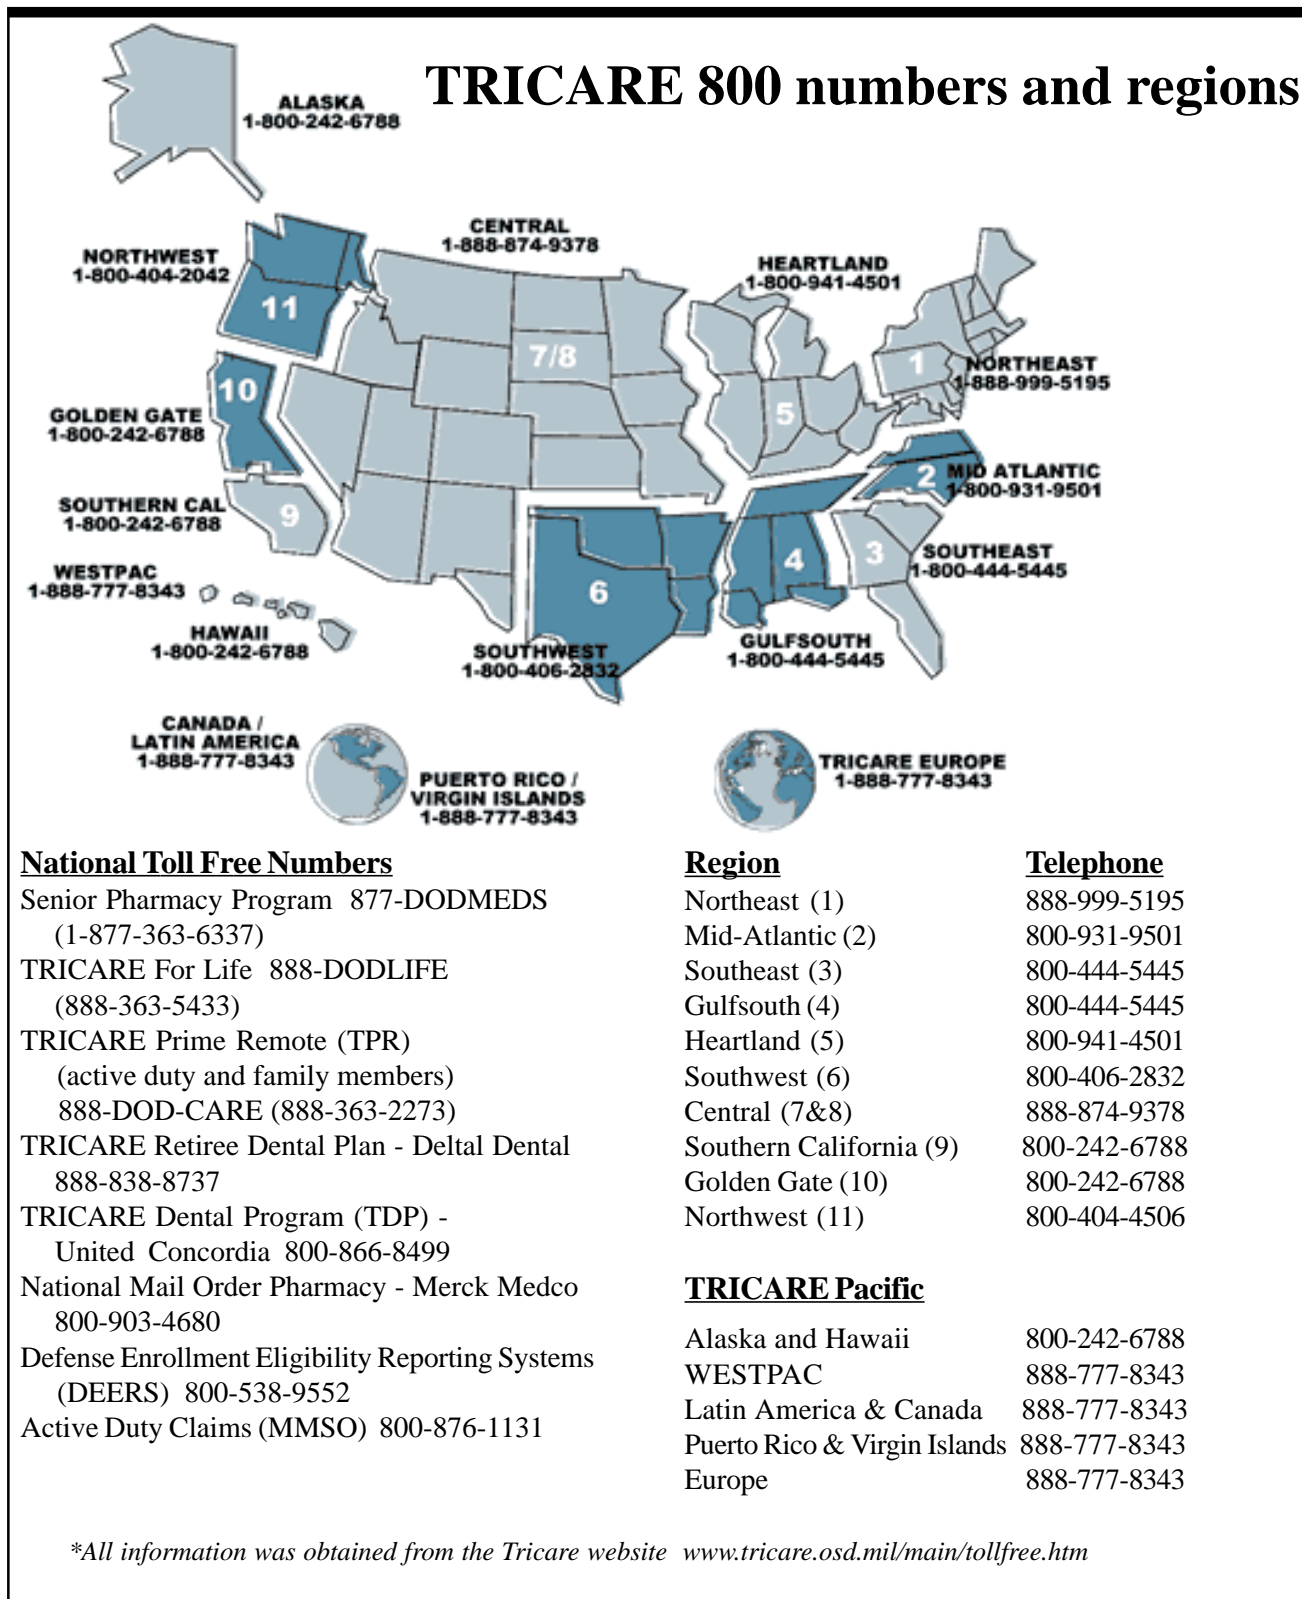 TRICARE 800 numbers and regions
ALASKA
1-800-242-6788
CENTRAL
1-888-874-9378
NORTHWEST
1-800-404-2042
HEARTLAND
1-800-941-4501
11
7/8
1
NORTHEAST
1-888-999-5195
10
GOLDEN GATE
1-800-242-6788
5
2
MID ATLANTIC
1-800-931-9501
SOUTHERN CAL
1-800-242-6788
9
3
SOUTHEAST
1-800-444-5445
4
WESTPAC
1-888-777-8343
6
HAWAII
1-800-242-6788
SOUTHWEST
1-800-406-2832
GULFSOUTH
1-800-444-5445
CANADA /
LATIN AMERICA
1-888-777-8343
PUERTO RICO /
VIRGIN ISLANDS
1-888-777-8343
TRICARE EUROPE
1-888-777-8343
National Toll Free Numbers
Senior Pharmacy Program 877-DODMEDS
(1-877-363-6337)
TRICARE For Life 888-DODLIFE
(888-363-5433)
TRICARE Prime Remote (TPR)
(active duty and family members)
888-DOD-CARE (888-363-2273)
TRICARE Retiree Dental Plan - Deltal Dental
888-838-8737
TRICARE Dental Program (TDP) -
United Concordia 800-866-8499
National Mail Order Pharmacy - Merck Medco
800-903-4680
Defense Enrollment Eligibility Reporting Systems
(DEERS) 800-538-9552
Active Duty Claims (MMSO) 800-876-1131
Region Telephone
Northeast (1) 888-999-5195
Mid-Atlantic (2) 800-931-9501
Southeast (3) 800-444-5445
Gulfsouth (4) 800-444-5445
Heartland (5) 800-941-4501
Southwest (6) 800-406-2832
Central (7&8) 888-874-9378
Southern California (9) 800-242-6788
Golden Gate (10) 800-242-6788
Northwest (11) 800-404-4506
TRICARE Pacific
Alaska and Hawaii 800-242-6788
WESTPAC 888-777-8343
Latin America & Canada 888-777-8343
Puerto Rico & Virgin Islands 888-777-8343
Europe 888-777-8343
*All information was obtained from the Tricare website www.tricare.osd.mil/main/tollfree.htm